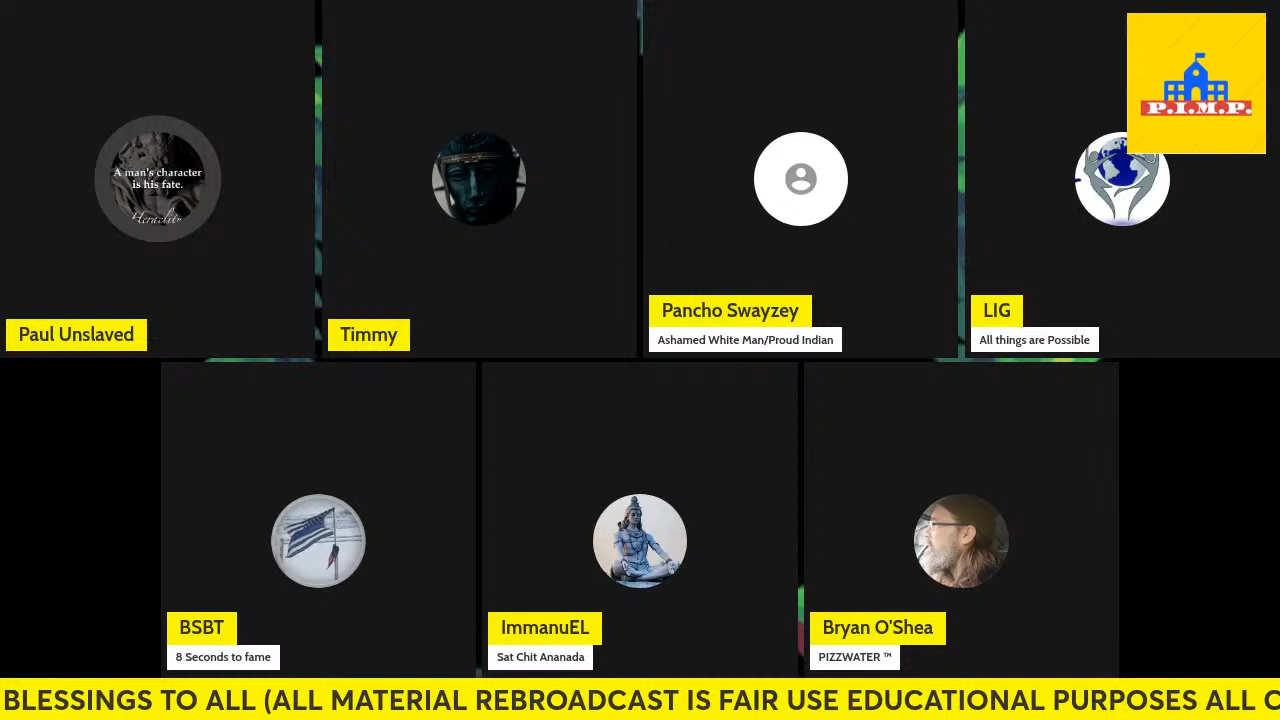 P.I.M.P.
A man's character
is his fate.
Paul Unslaved
Timmy
Pancho Swayzey
Ashamed White Man/Proud Indian
LIG
All things are Possible
BSBT
8 Seconds to fame
ImmanuEL
Sat Chit Ananada
Bryan O'Shea
PIZZWATER ™
BLESSINGS TO ALL (ALL MATERIAL REBROADCAST IS FAIR USE EDUCATIONAL PURPOSES ALL